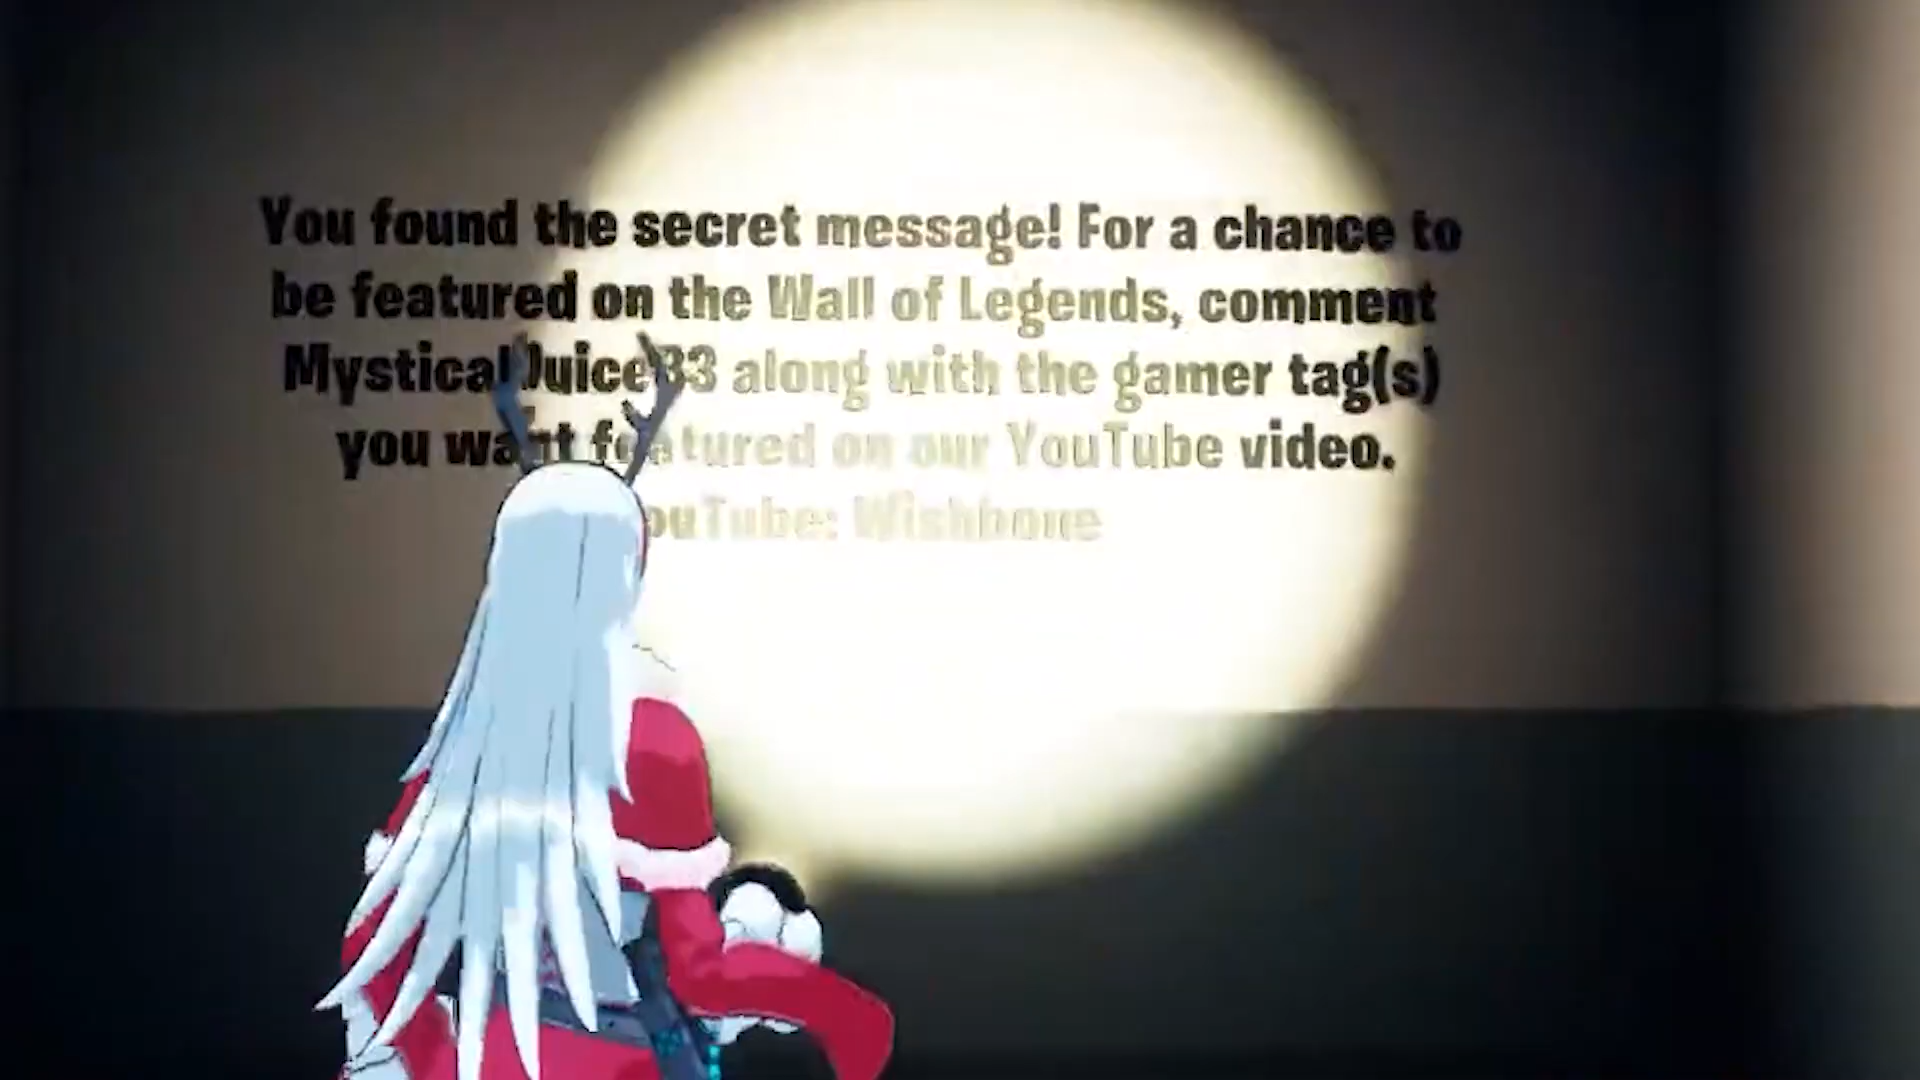 You found the secret message! For a chance to
be featured on the Wall of Legends, comment
along with the gamer tag(s)
you want featured on our YouTube video.
YouTube: Wishbone